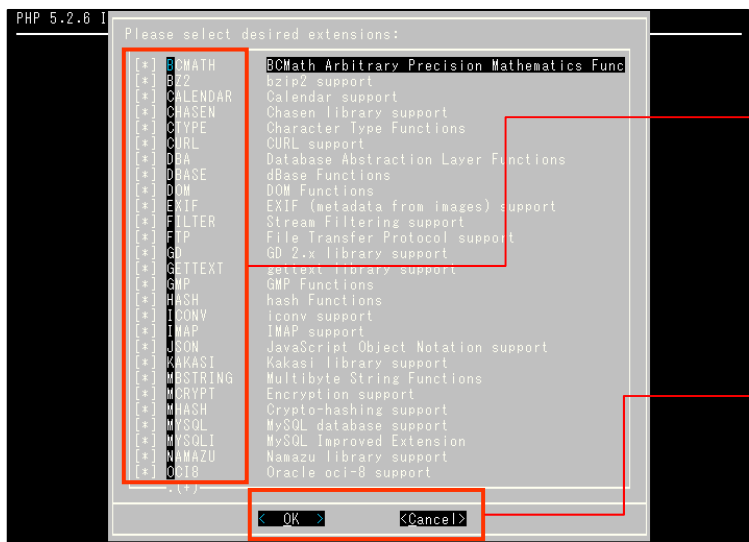 PHP 5.2.6 I
Please select desired extensions:
[*] BCMATH BCMath Arbitrary Precision Mathematics Func
[*] BZ2 bzip2 support
[*] CALENDAR Calendar support
[*] CHASEN Chasen library support
[*] CTYPE Character Type Functions
[*] CURL CURL support
[*] DBA Database Abstraction Layer Functions
[*] DBASE dBase Functions
[*] DOM DOM Functions
[*] EXIF EXIF (metadata from images) support
[*] FILTER Stream Filtering support
[*] FTP File Transfer Protocol support
[*] GD GD 2.x library support
[*] GETTEXT gettext library support
[*] GMP GMP Functions
[*] HASH hash Functions
[*] ICONV iconv support
[*] IMAP IMAP support
[*] JSON JavaScript Object Notation support
[*] KAKASI Kakasi library support
[*] MBSTRING Multibyte String Functions
[*] MCRYPT Encryption support
[*] MHASH Crypto-hashing support
[*] MYSQL MySQL database support
[*] MYSQLI MySQL Improved Extension
[*] NAMAZU Namazu library support
[*] OCI8 Oracle oci-8 support
.(+)
< OK > <Cancel>